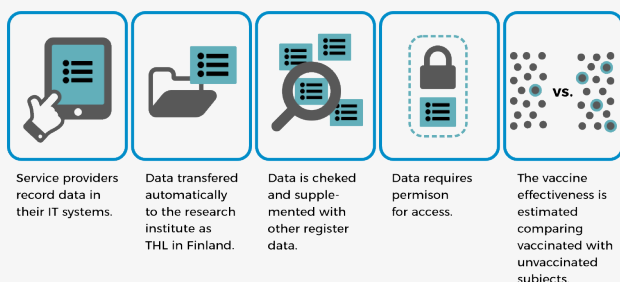 vs.
Service providers
record data in
their IT systems.
Data transfered
automatically
to the research
institute as
THL in Finland.
Data is cheked
and supple-
mented with
other register
data.
Data requires
permison
for access.
The vaccine
effectiveness is
estimated
comparing
vaccinated with
unvaccinated
subjects.